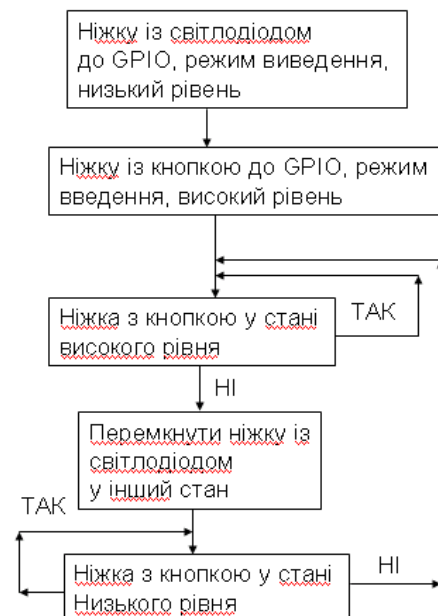 Ніжку із світлодіодом
до GPIO, режим виведення,
низький рівень
Ніжку із кнопкою до GPIO, режим
введення, високий рівень
Ніжка з кнопкою у стані
високого рівня
ТАК
НІ
Перемкнути ніжку із
світлодіодом
у інший стан
ТАК
Ніжка з кнопкою у стані
Низького рівня
НІ